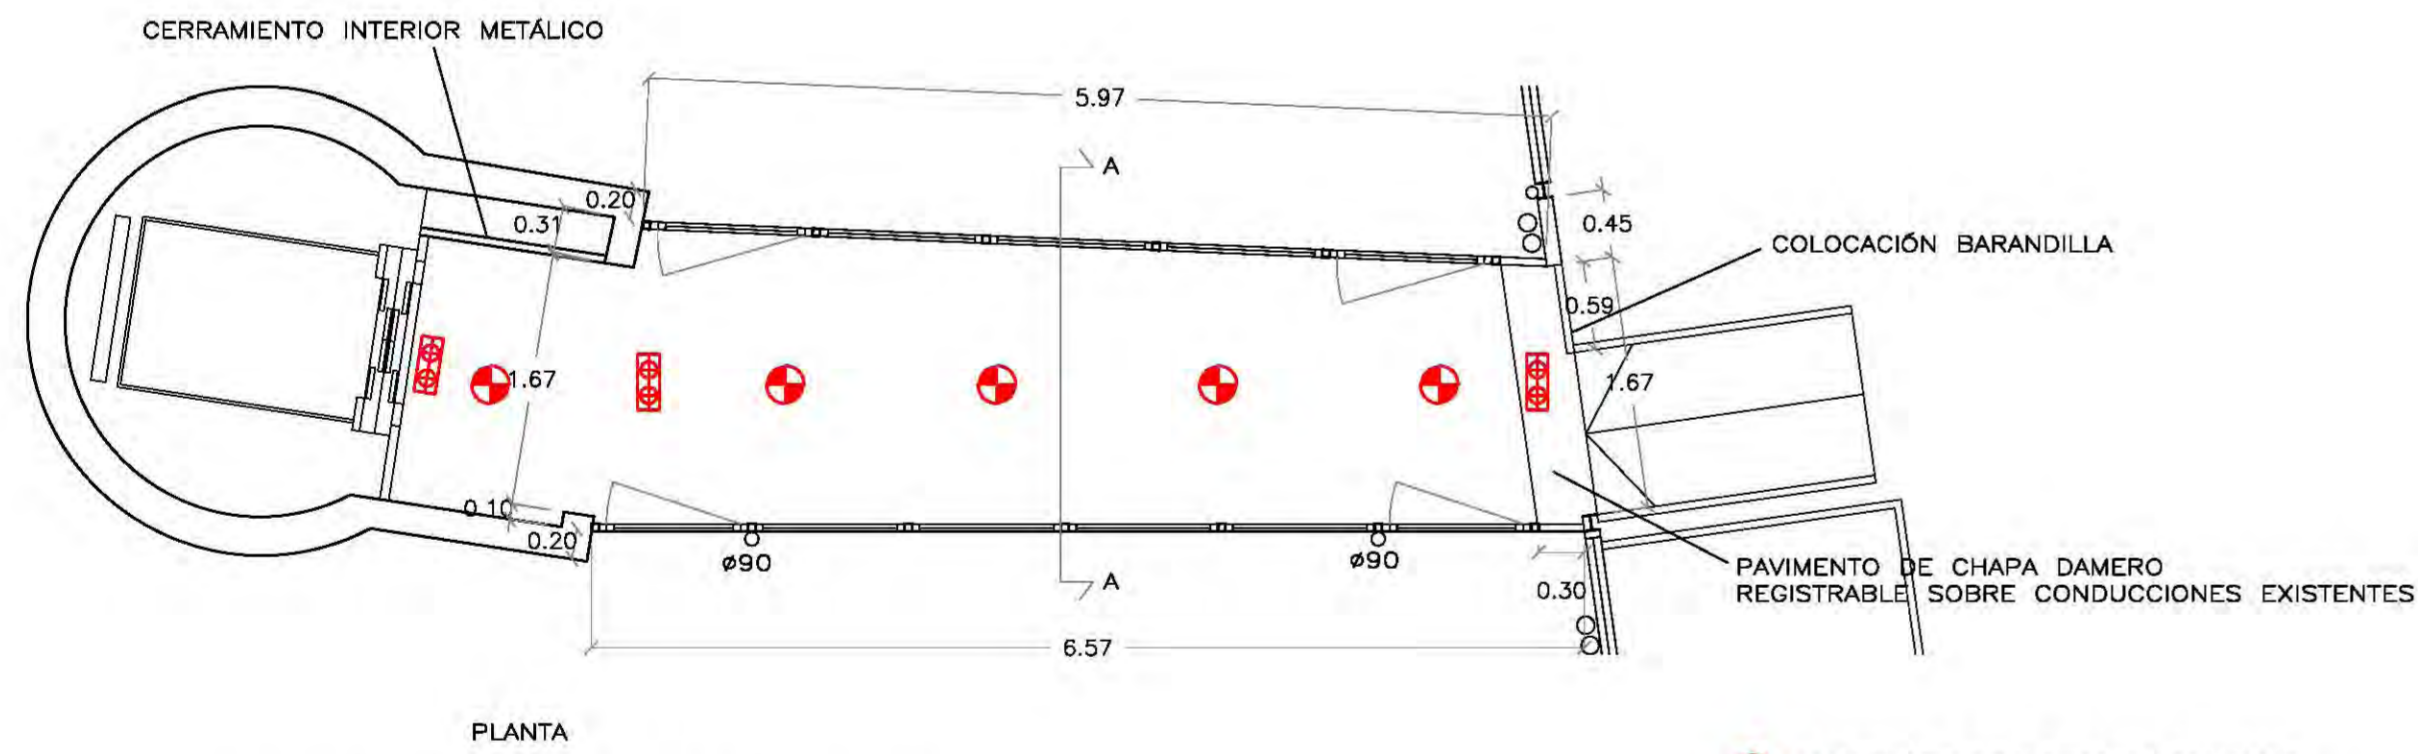 CERRAMIENTO INTERIOR METÁLICO
5.97
A
0.20
0.31
0.45
COLOCACIÓN BARANDILLA
0.59
1.67
1.67
0.10
0.20
ø90
ø90
A
0.30
PAVIMENTO DE CHAPA DAMERO
REGISTRABLE SOBRE CONDUCCIONES EXISTENTES
6.57
PLANTA